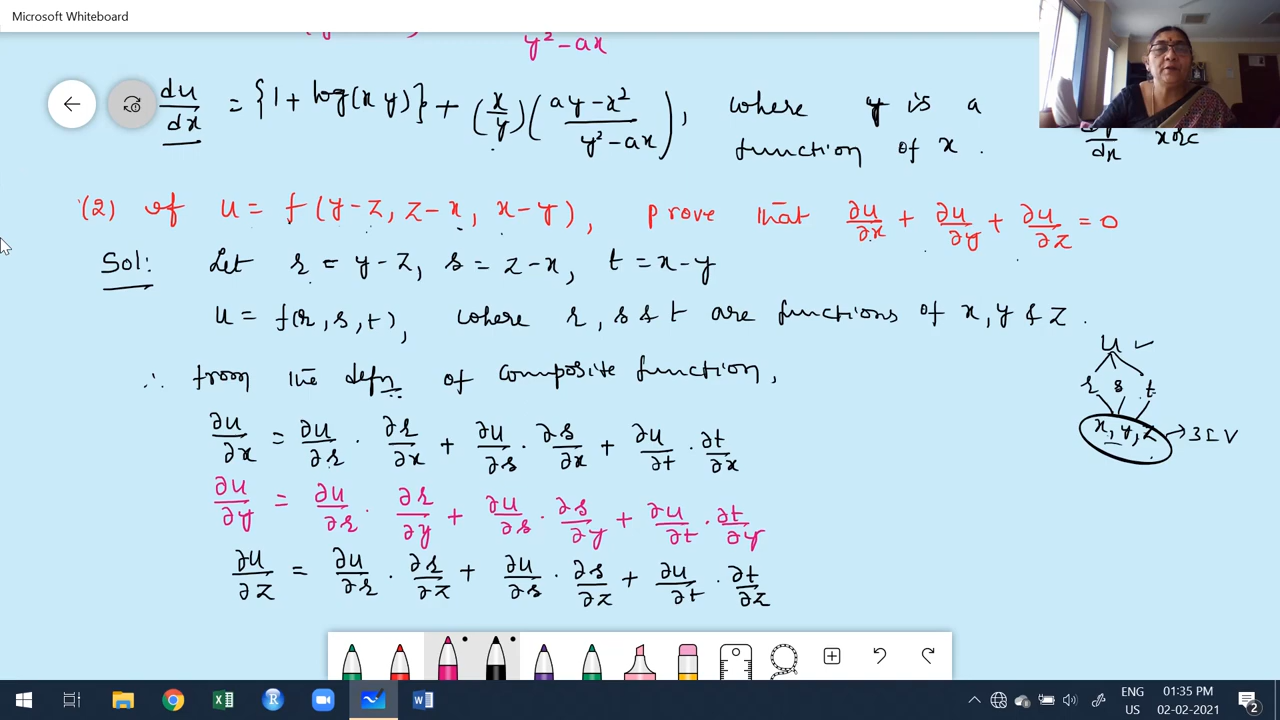 Microsoft Whiteboard
y² - ax
du/dx = {1 + log(x y)} + (x/y) (ay - x² / y² - ax), where y is a
function of x.
dx
(2) If u = f(y - z, z - x, x - y), prove that ∂u/∂x + ∂u/∂y + ∂u/∂z = 0
Sol: Let r = y - z, s = z - x, t = x - y
u = f(r, s, t), where r, s & t are functions of x, y & z.
∴ from the defn of composite function,
∂u/∂x = ∂u/∂r · ∂r/∂x + ∂u/∂s · ∂s/∂x + ∂u/∂t · ∂t/∂x
∂u/∂y = ∂u/∂r · ∂r/∂y + ∂u/∂s · ∂s/∂y + ∂u/∂t · ∂t/∂y
∂u/∂z = ∂u/∂r · ∂r/∂z + ∂u/∂s · ∂s/∂z + ∂u/∂t · ∂t/∂z
u ✓
r s t
x, y, z → 3 I V
ENG
US
01:35 PM
02-02-2021
2